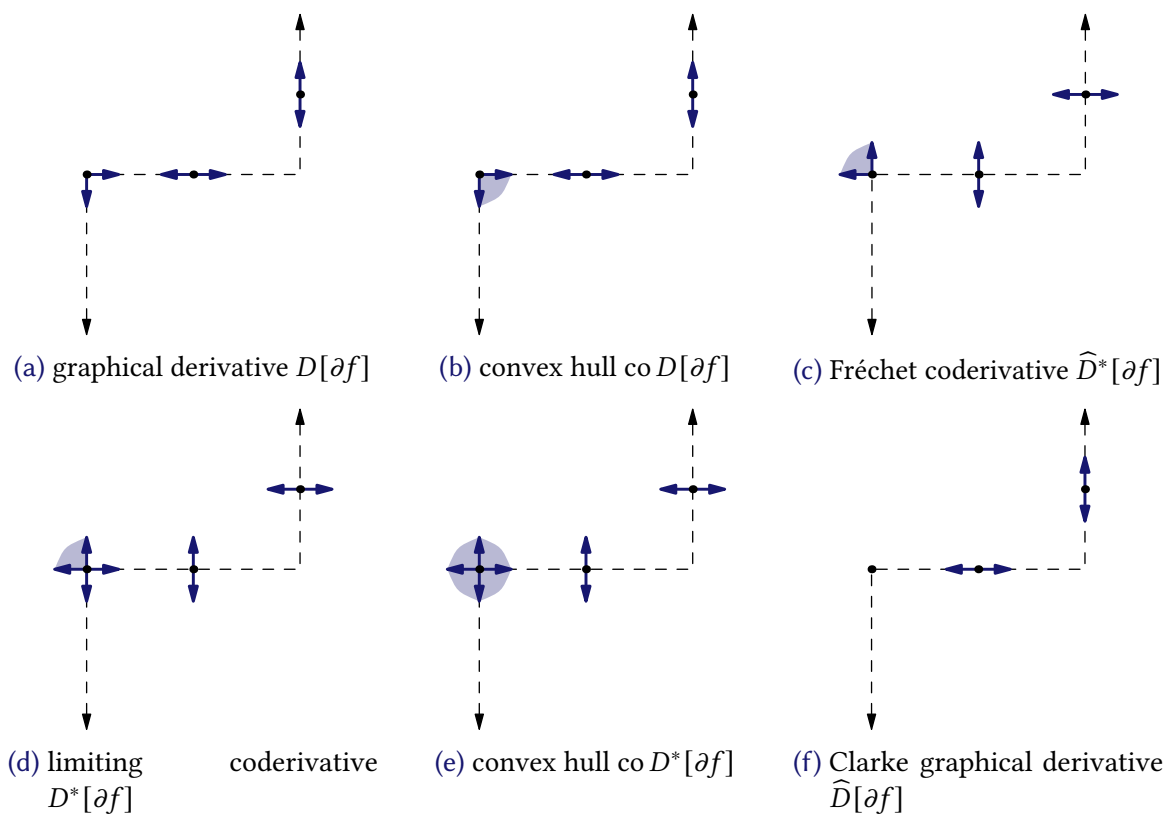 (a) graphical derivative D[∂f]
(b) convex hull co D[∂f]
(c) Fréchet coderivative D̂*[∂f]
(d) limiting coderivative
D*[∂f]
(e) convex hull co D*[∂f]
(f) Clarke graphical derivative
D̂[∂f]